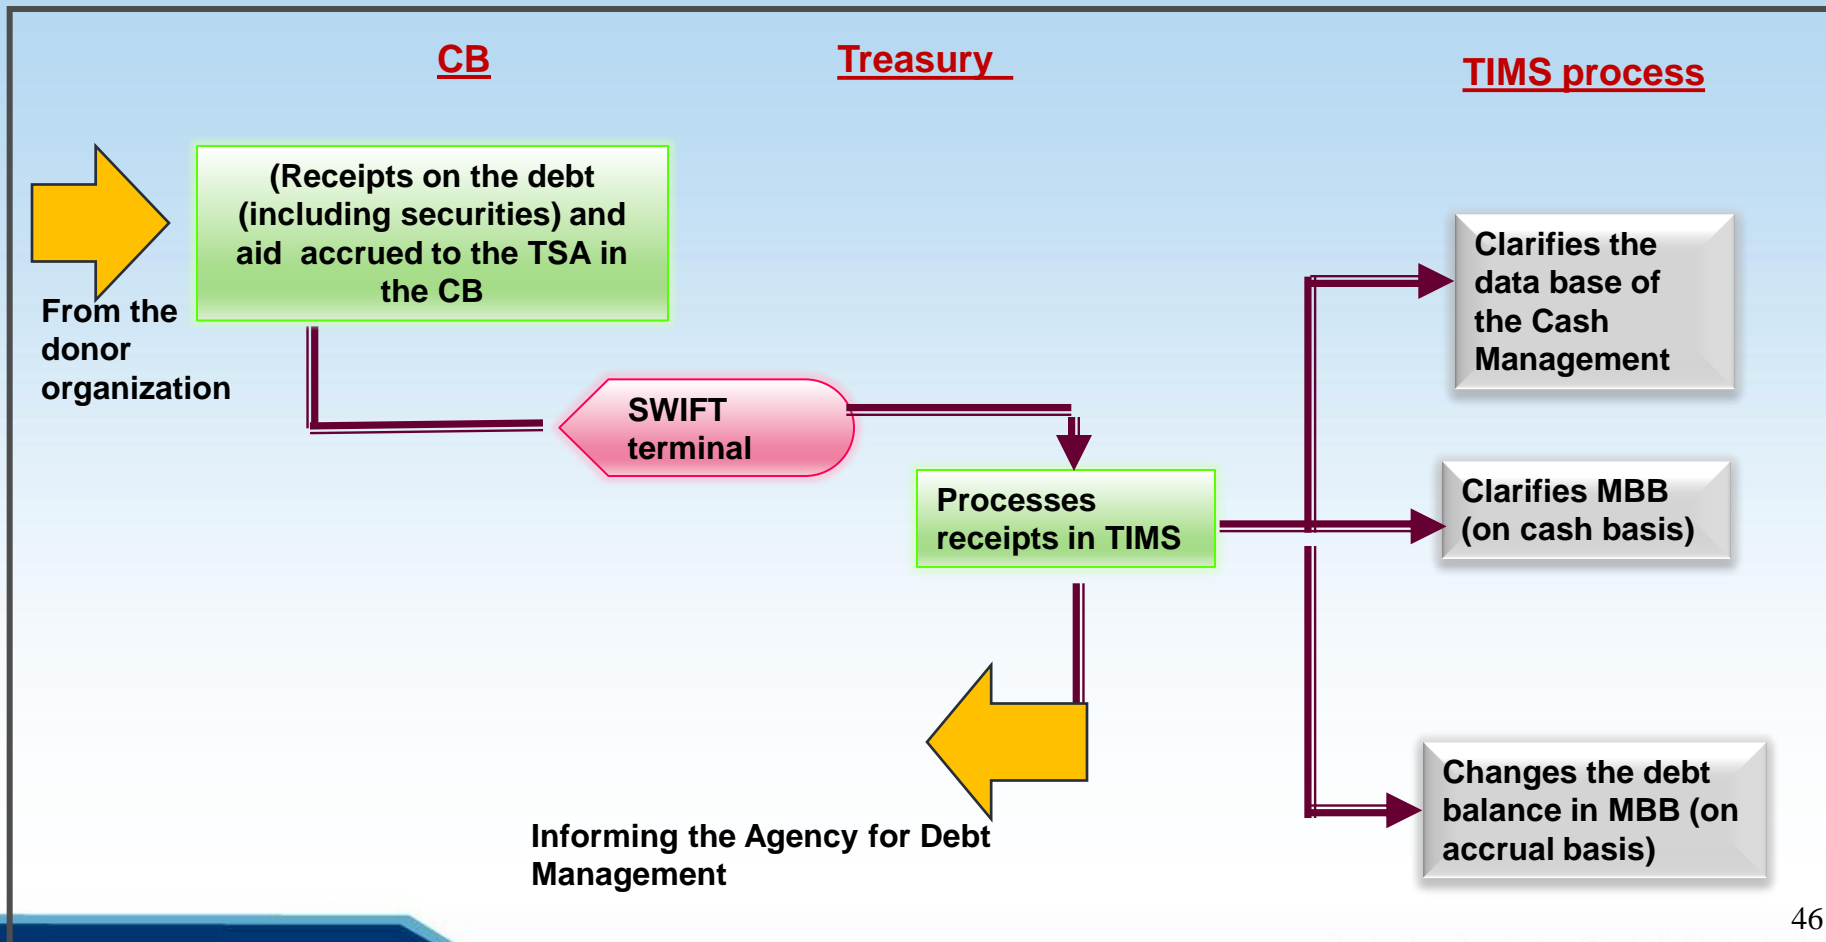 CB
Treasury
TIMS process
(Receipts on the debt
(including securities) and
aid accrued to the TSA in
the CB
From the
donor
organization
SWIFT
terminal
Processes
receipts in TIMS
Clarifies the
data base of
the Cash
Management
Clarifies MBB
(on cash basis)
Changes the debt
balance in MBB (on
accrual basis)
Informing the Agency for Debt
Management
46